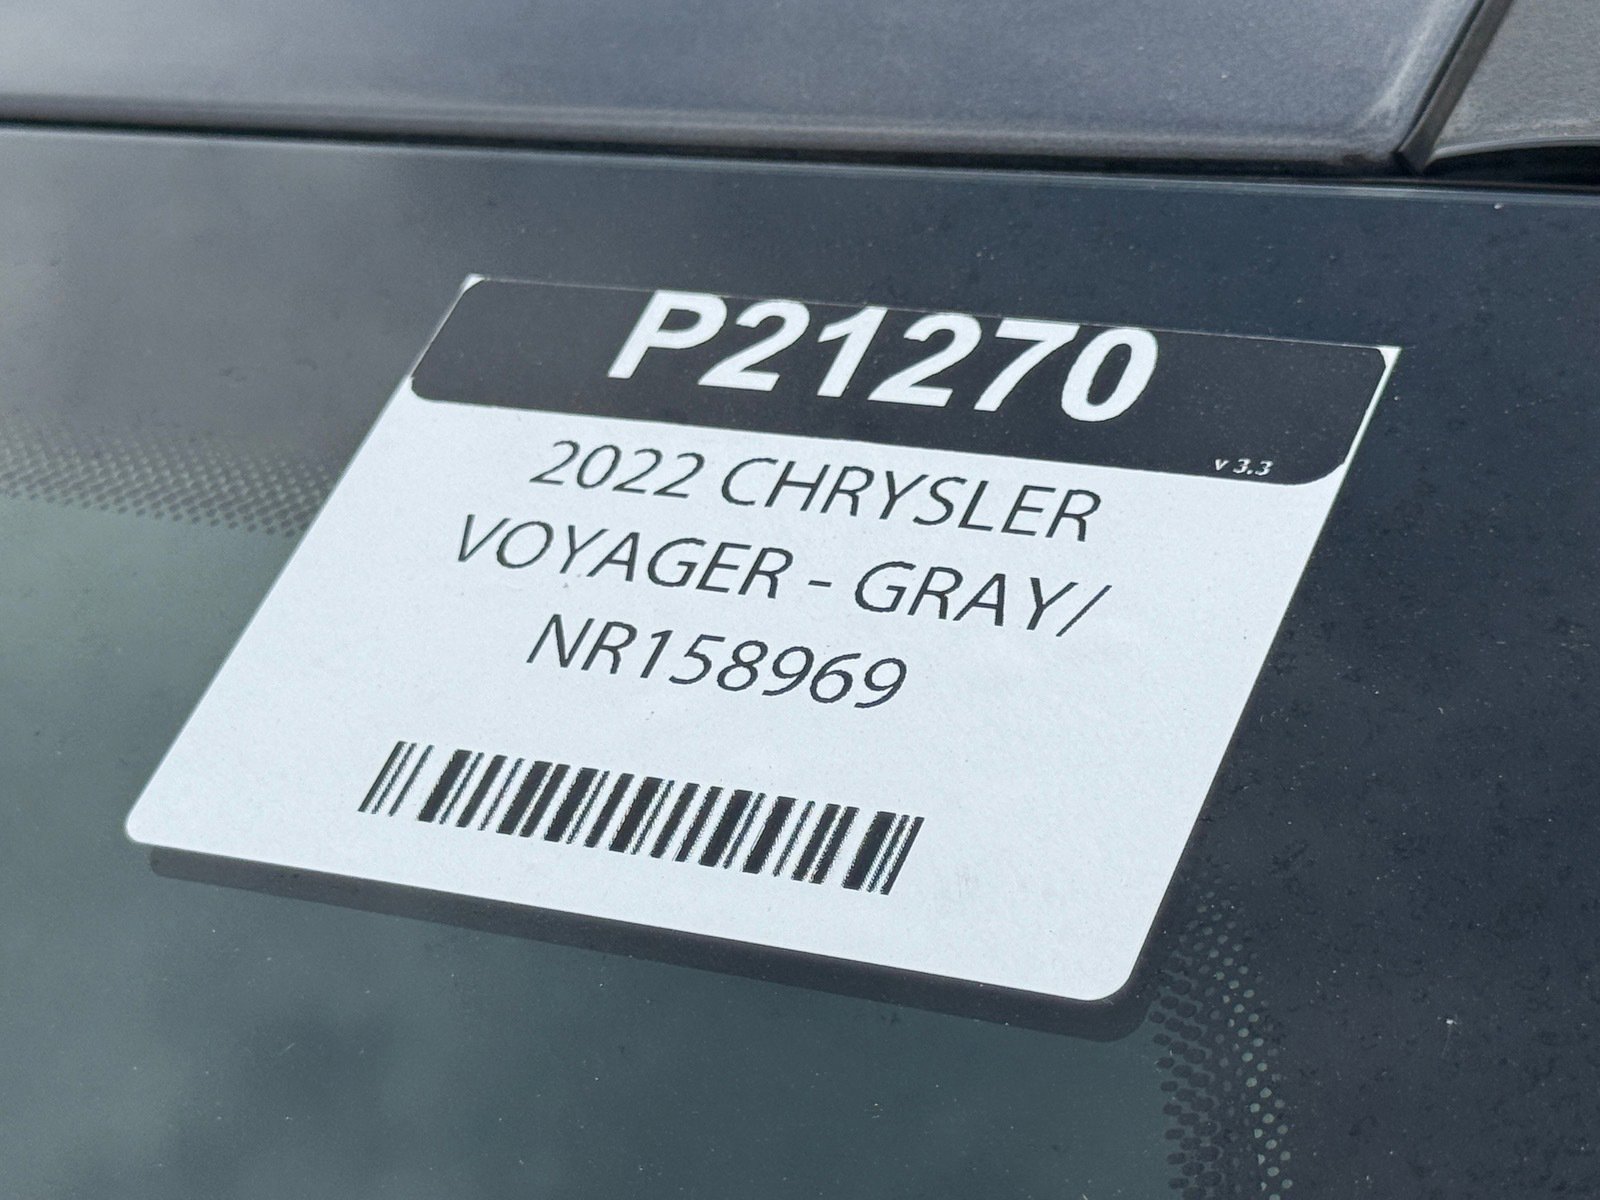 P21270
v 3.3
2022 CHRYSLER
VOYAGER - GRAY/
NR158969